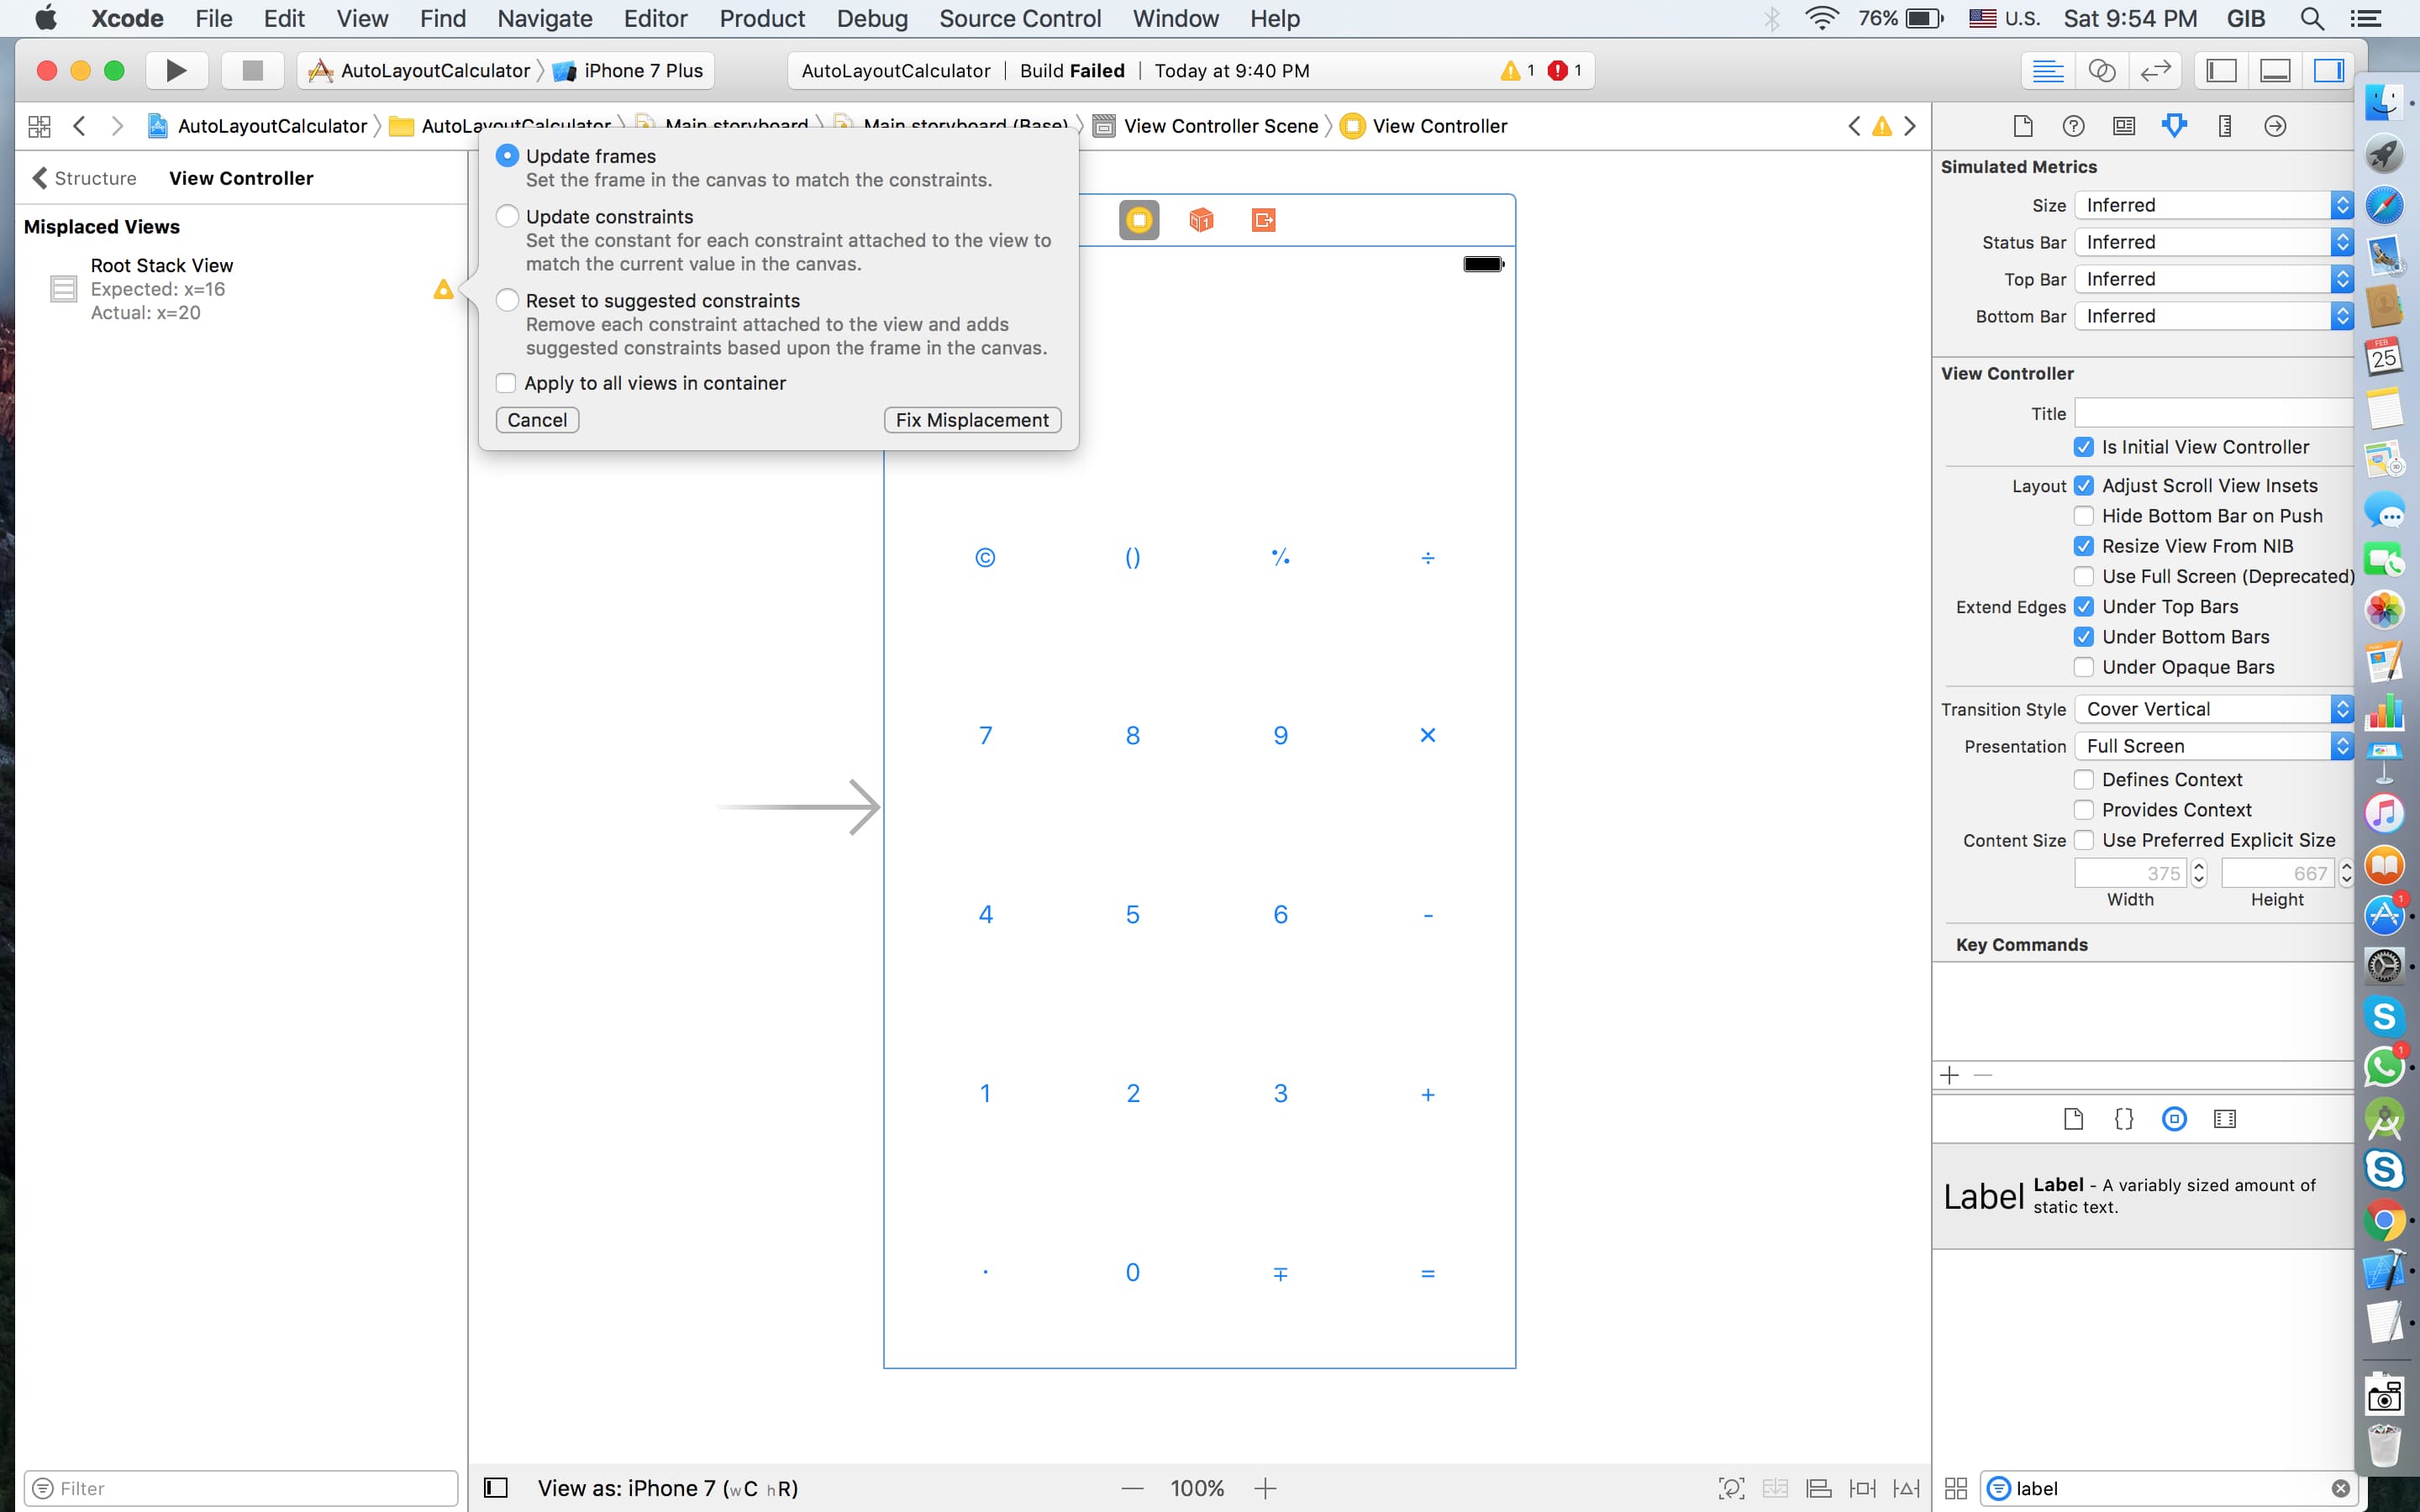 Xcode File Edit View Find Navigate Editor Product Debug Source Control Window Help 76% U.S. Sat 9:54 PM GIB
AutoLayoutCalculator iPhone 7 Plus AutoLayoutCalculator | Build Failed | Today at 9:40 PM 1 1
AutoLayoutCalculator AutoLayoutCalculator Main.storyboard Main.storyboard (Base) View Controller Scene View Controller
Structure View Controller
Misplaced Views
Root Stack View
Expected: x=16
Actual: x=20
Update frames
Set the frame in the canvas to match the constraints.
Update constraints
Set the constant for each constraint attached to the view to
match the current value in the canvas.
Reset to suggested constraints
Remove each constraint attached to the view and adds
suggested constraints based upon the frame in the canvas.
Apply to all views in container
Cancel Fix Misplacement
© () ٪ ÷
7 8 9 ×
4 5 6 -
1 2 3 +
. 0 ∓ =
Filter
View as: iPhone 7 (wC hR) — 100% +
Simulated Metrics
Size Inferred
Status Bar Inferred
Top Bar Inferred
Bottom Bar Inferred
View Controller
Title
Is Initial View Controller
Layout Adjust Scroll View Insets
Hide Bottom Bar on Push
Resize View From NIB
Use Full Screen (Deprecated)
Extend Edges Under Top Bars
Under Bottom Bars
Under Opaque Bars
Transition Style Cover Vertical
Presentation Full Screen
Defines Context
Provides Context
Content Size Use Preferred Explicit Size
375 667
Width Height
Key Commands
+ —
{}
Label Label - A variably sized amount of
static text.
label
FEB
25
1
1